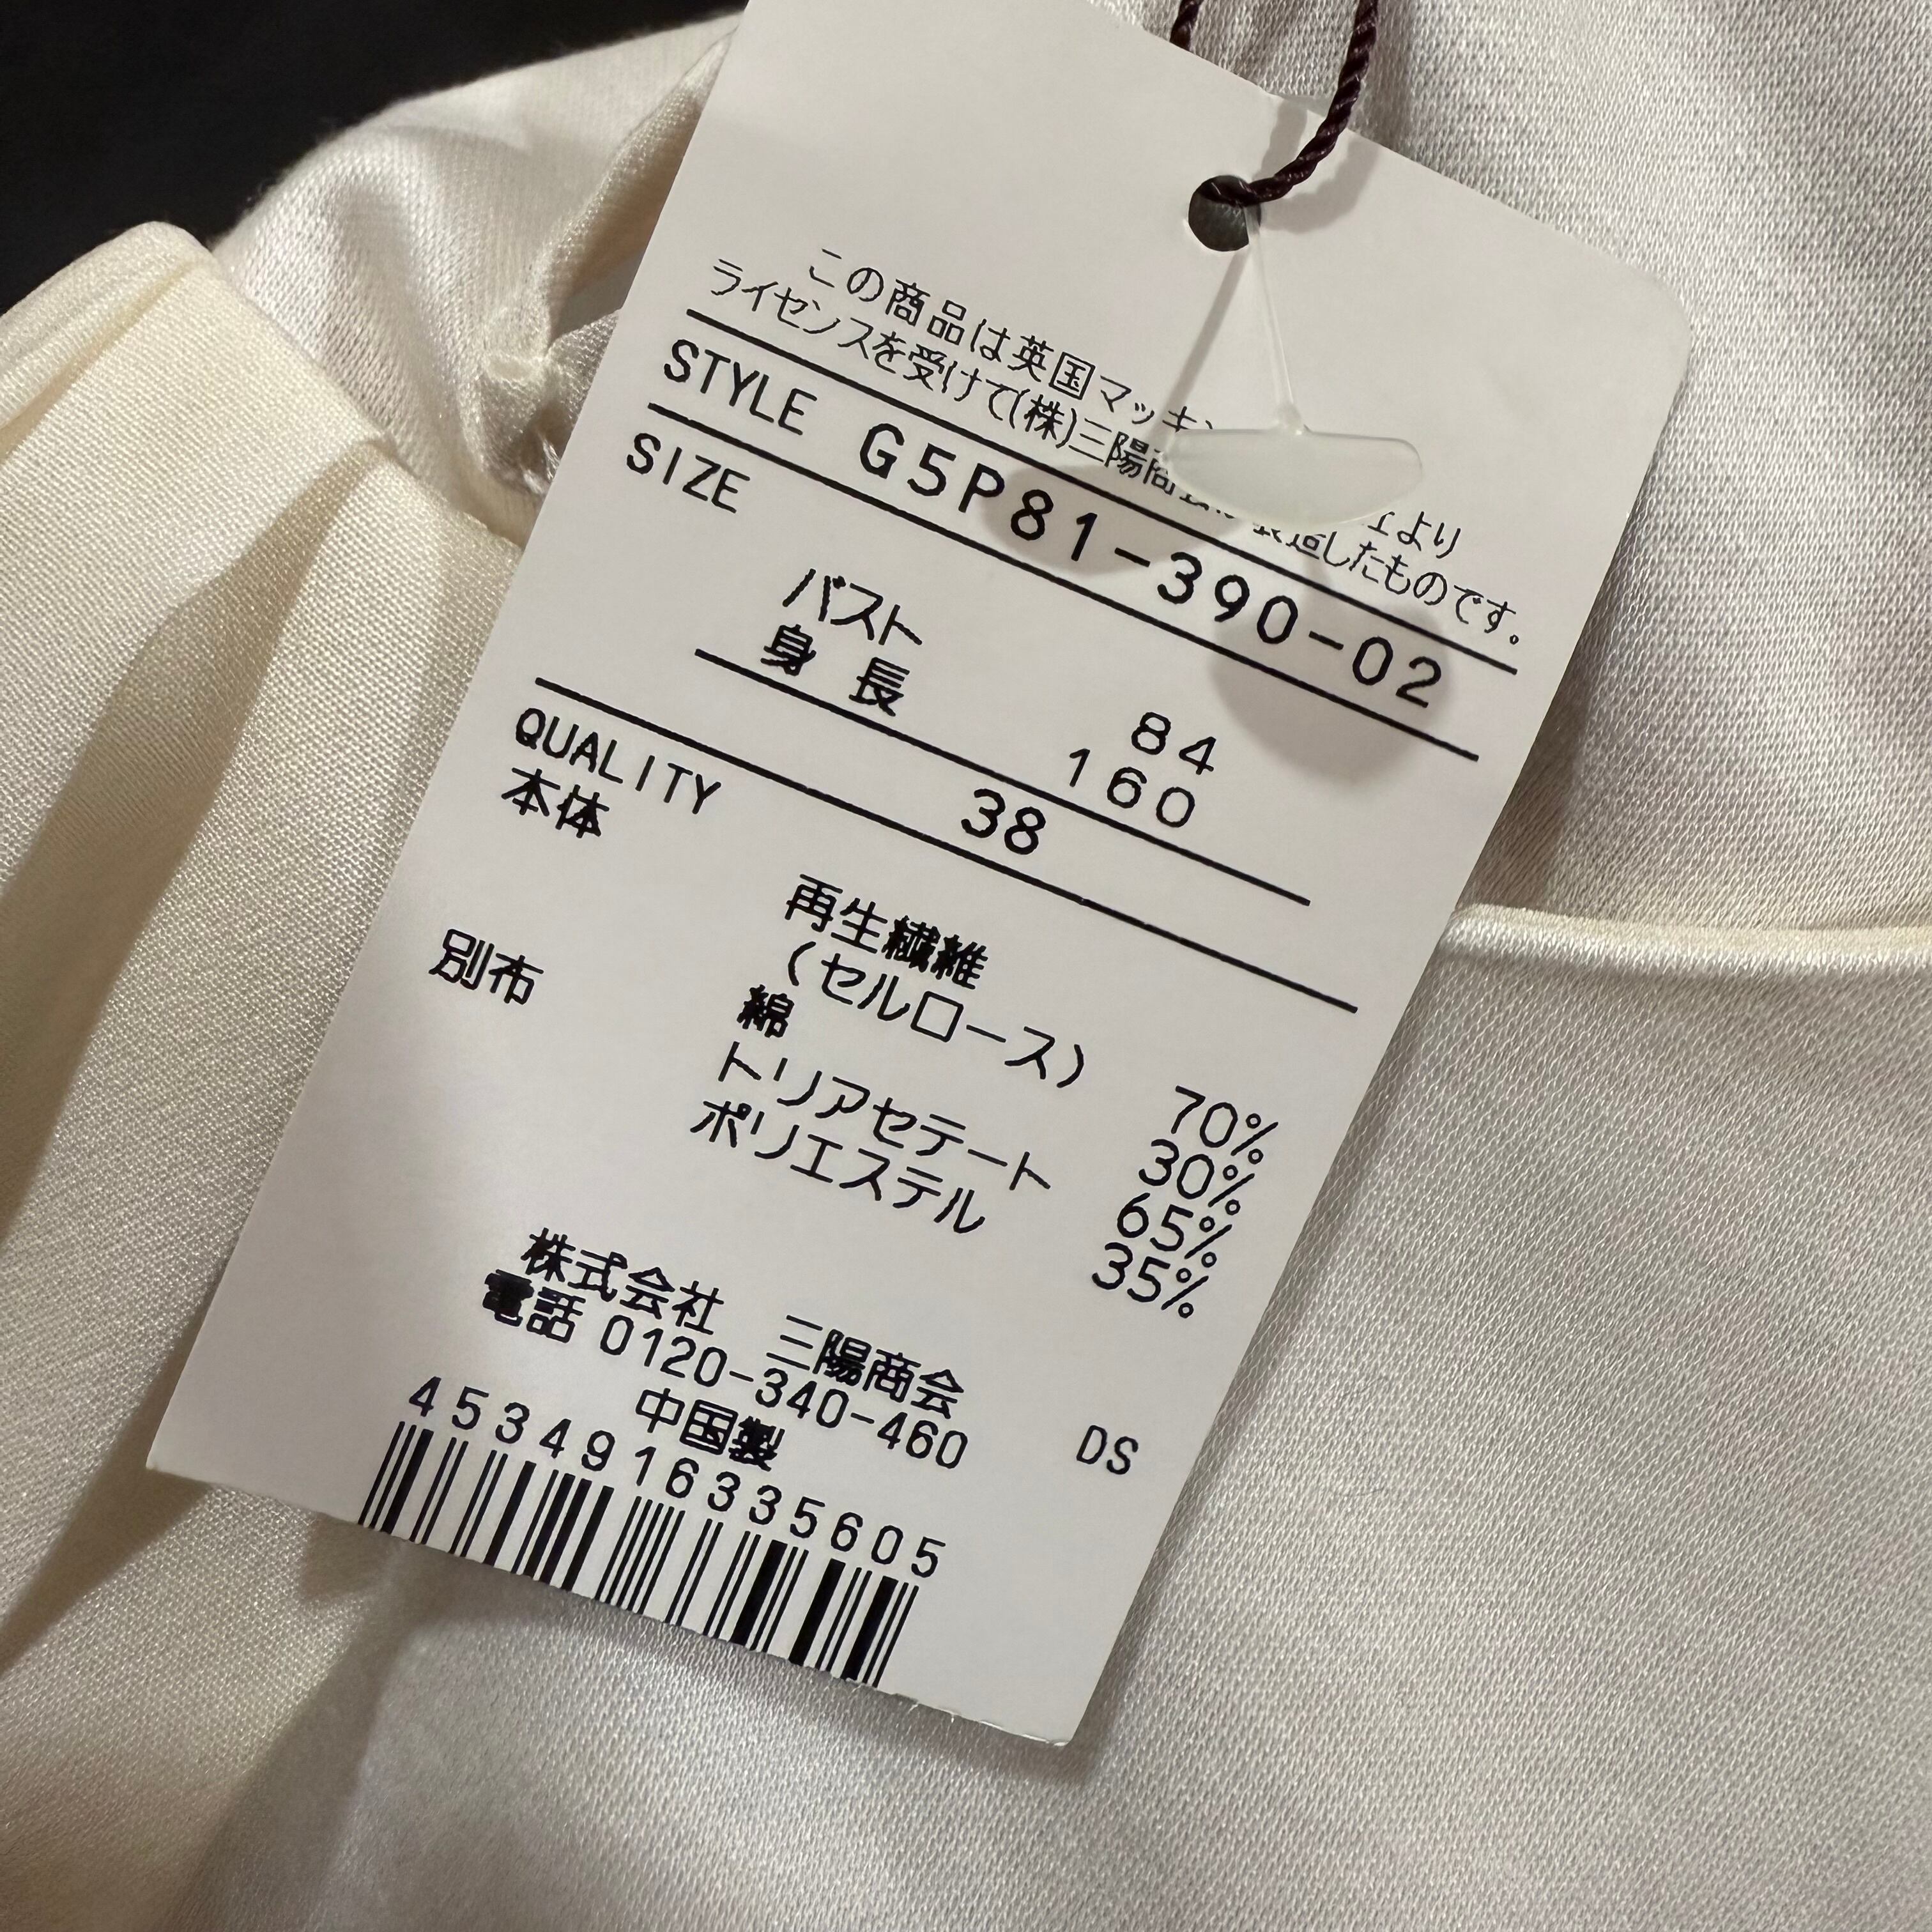 この商品は英国マッキン より
ライセンスを受けて(株)三陽商 製造したものです。
STYLE G5P81-390-02
SIZE
バスト 84
身長 160
38
QUALITY
本体 再生繊維
(セルロース) 70%
綿 30%
別布 トリアセテート 65%
ポリエステル 35%
株式会社 三陽商会
電話 0120-340-460 DS
中国製
4534916335605